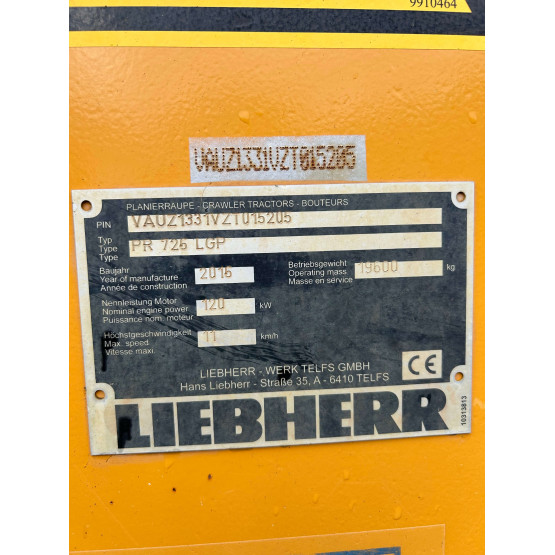 9910464
VAUZ1331VZT015205
PLANIERRAUPE - CRAWLER TRACTORS - BOUTEURS
PIN VAUZ1331VZT015205
Typ
Type PR 726 LGP
Type
Baujahr
Year of manufacture 2016
Année de construction
Betriebsgewicht
Operating mass 19600 kg
Masse en service
Nennleistung Motor
Nominal engine power 120 kW
Puissance nom. moteur
Höchstgeschwindigkeit
Max. speed 11 km/h
Vitesse maxi.
LIEBHERR - WERK TELFS GMBH
Hans Liebherr - Straße 35, A - 6410 TELFS
CE
LIEBHERR
10313813